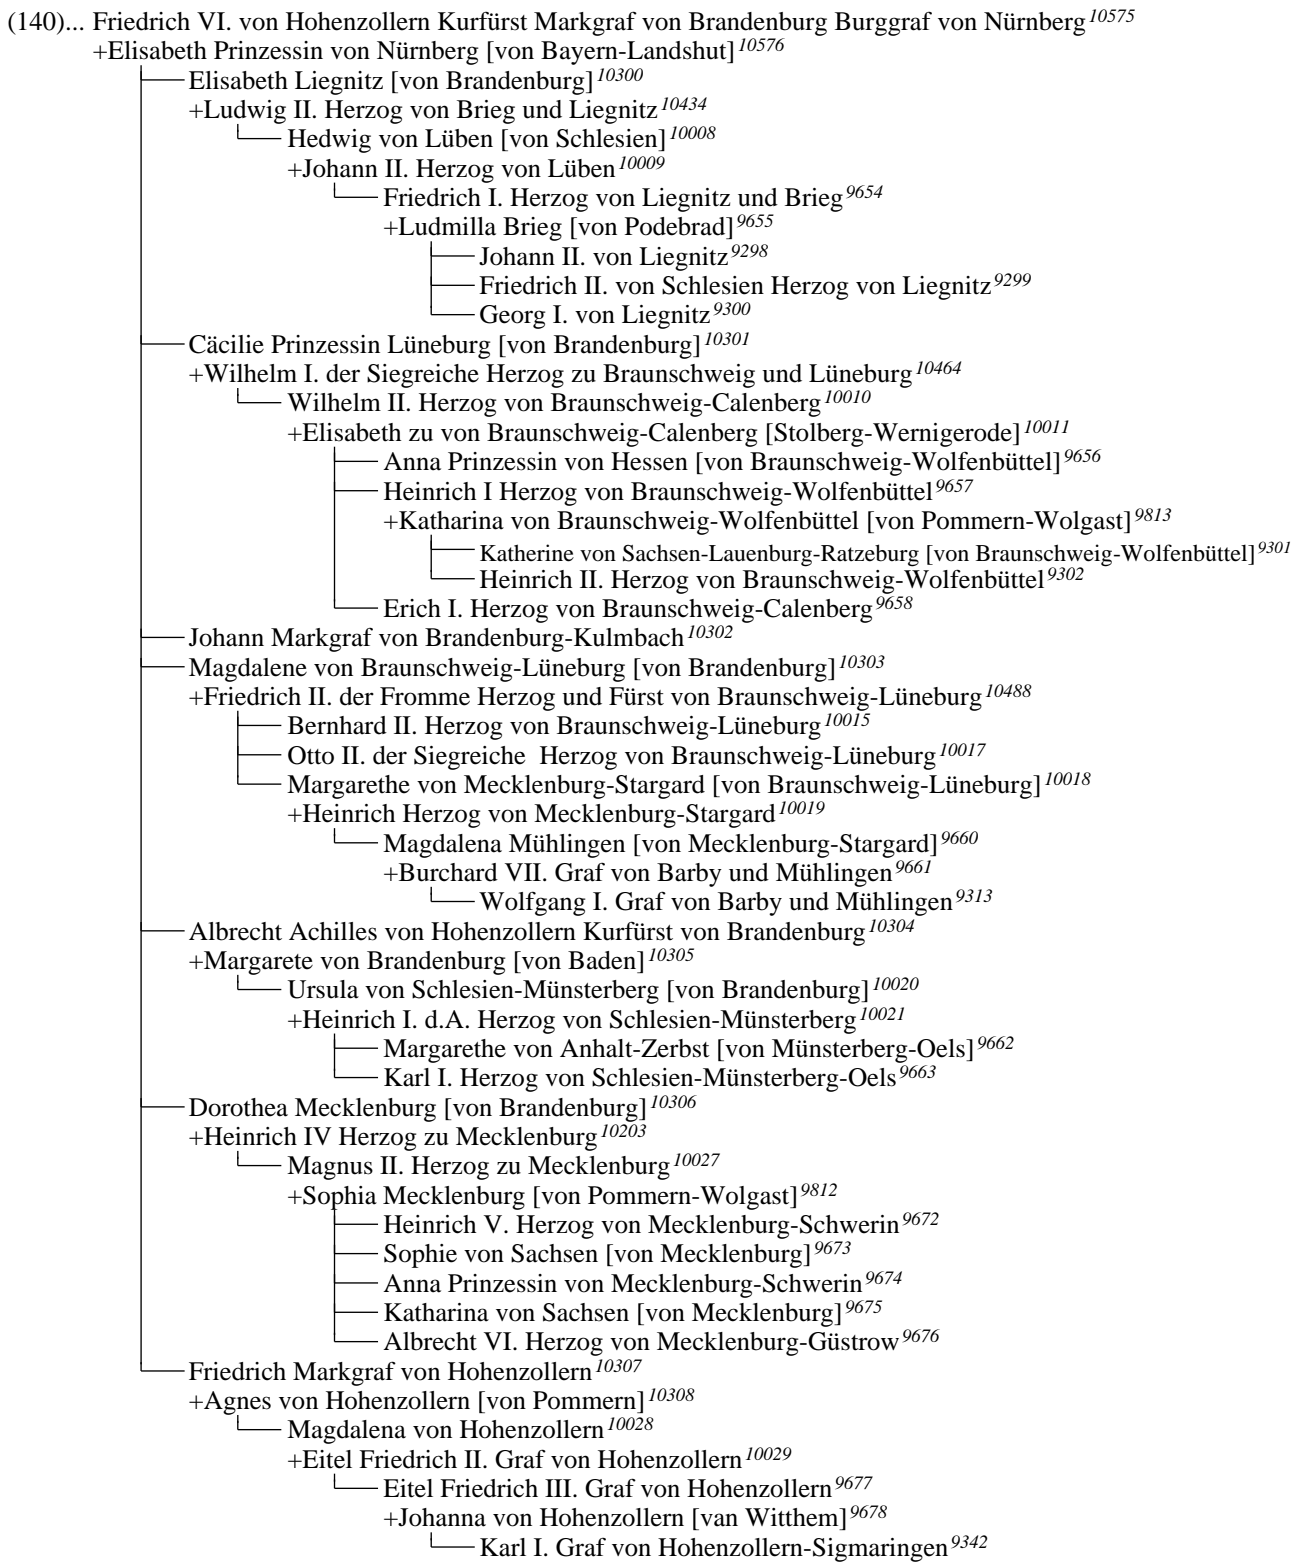 (140)... Friedrich VI. von Hohenzollern Kurfürst Markgraf von Brandenburg Burggraf von Nürnberg 10575
+Elisabeth Prinzessin von Nürnberg [von Bayern-Landshut] 10576
Elisabeth Liegnitz [von Brandenburg] 10300
+Ludwig II. Herzog von Brieg und Liegnitz 10434
Hedwig von Lüben [von Schlesien] 10008
+Johann II. Herzog von Lüben 10009
Friedrich I. Herzog von Liegnitz und Brieg 9654
+Ludmilla Brieg [von Podebrad] 9655
Johann II. von Liegnitz 9298
Friedrich II. von Schlesien Herzog von Liegnitz 9299
Georg I. von Liegnitz 9300
Cäcilie Prinzessin Lüneburg [von Brandenburg] 10301
+Wilhelm I. der Siegreiche Herzog zu Braunschweig und Lüneburg 10464
Wilhelm II. Herzog von Braunschweig-Calenberg 10010
+Elisabeth zu von Braunschweig-Calenberg [Stolberg-Wernigerode] 10011
Anna Prinzessin von Hessen [von Braunschweig-Wolfenbüttel] 9656
Heinrich I Herzog von Braunschweig-Wolfenbüttel 9657
+Katharina von Braunschweig-Wolfenbüttel [von Pommern-Wolgast] 9813
Katherine von Sachsen-Lauenburg-Ratzeburg [von Braunschweig-Wolfenbüttel] 9301
Heinrich II. Herzog von Braunschweig-Wolfenbüttel 9302
Erich I. Herzog von Braunschweig-Calenberg 9658
Johann Markgraf von Brandenburg-Kulmbach 10302
Magdalene von Braunschweig-Lüneburg [von Brandenburg] 10303
+Friedrich II. der Fromme Herzog und Fürst von Braunschweig-Lüneburg 10488
Bernhard II. Herzog von Braunschweig-Lüneburg 10015
Otto II. der Siegreiche  Herzog von Braunschweig-Lüneburg 10017
Margarethe von Mecklenburg-Stargard [von Braunschweig-Lüneburg] 10018
+Heinrich Herzog von Mecklenburg-Stargard 10019
Magdalena Mühlingen [von Mecklenburg-Stargard] 9660
+Burchard VII. Graf von Barby und Mühlingen 9661
Wolfgang I. Graf von Barby und Mühlingen 9313
Albrecht Achilles von Hohenzollern Kurfürst von Brandenburg 10304
+Margarete von Brandenburg [von Baden] 10305
Ursula von Schlesien-Münsterberg [von Brandenburg] 10020
+Heinrich I. d.A. Herzog von Schlesien-Münsterberg 10021
Margarethe von Anhalt-Zerbst [von Münsterberg-Oels] 9662
Karl I. Herzog von Schlesien-Münsterberg-Oels 9663
Dorothea Mecklenburg [von Brandenburg] 10306
+Heinrich IV Herzog zu Mecklenburg 10203
Magnus II. Herzog zu Mecklenburg 10027
+Sophia Mecklenburg [von Pommern-Wolgast] 9812
Heinrich V. Herzog von Mecklenburg-Schwerin 9672
Sophie von Sachsen [von Mecklenburg] 9673
Anna Prinzessin von Mecklenburg-Schwerin 9674
Katharina von Sachsen [von Mecklenburg] 9675
Albrecht VI. Herzog von Mecklenburg-Güstrow 9676
Friedrich Markgraf von Hohenzollern 10307
+Agnes von Hohenzollern [von Pommern] 10308
Magdalena von Hohenzollern 10028
+Eitel Friedrich II. Graf von Hohenzollern 10029
Eitel Friedrich III. Graf von Hohenzollern 9677
+Johanna von Hohenzollern [van Witthem] 9678
Karl I. Graf von Hohenzollern-Sigmaringen 9342